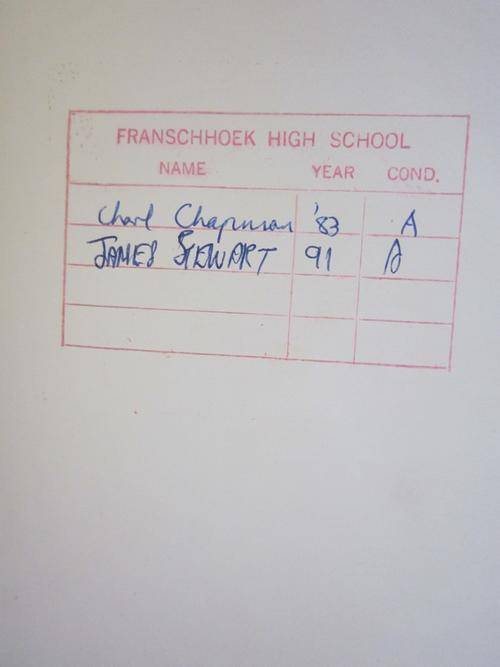 FRANSCHHOEK HIGH SCHOOL
NAME YEAR COND.
Charl Chapman '83 A
JAMES STEWART 91 A